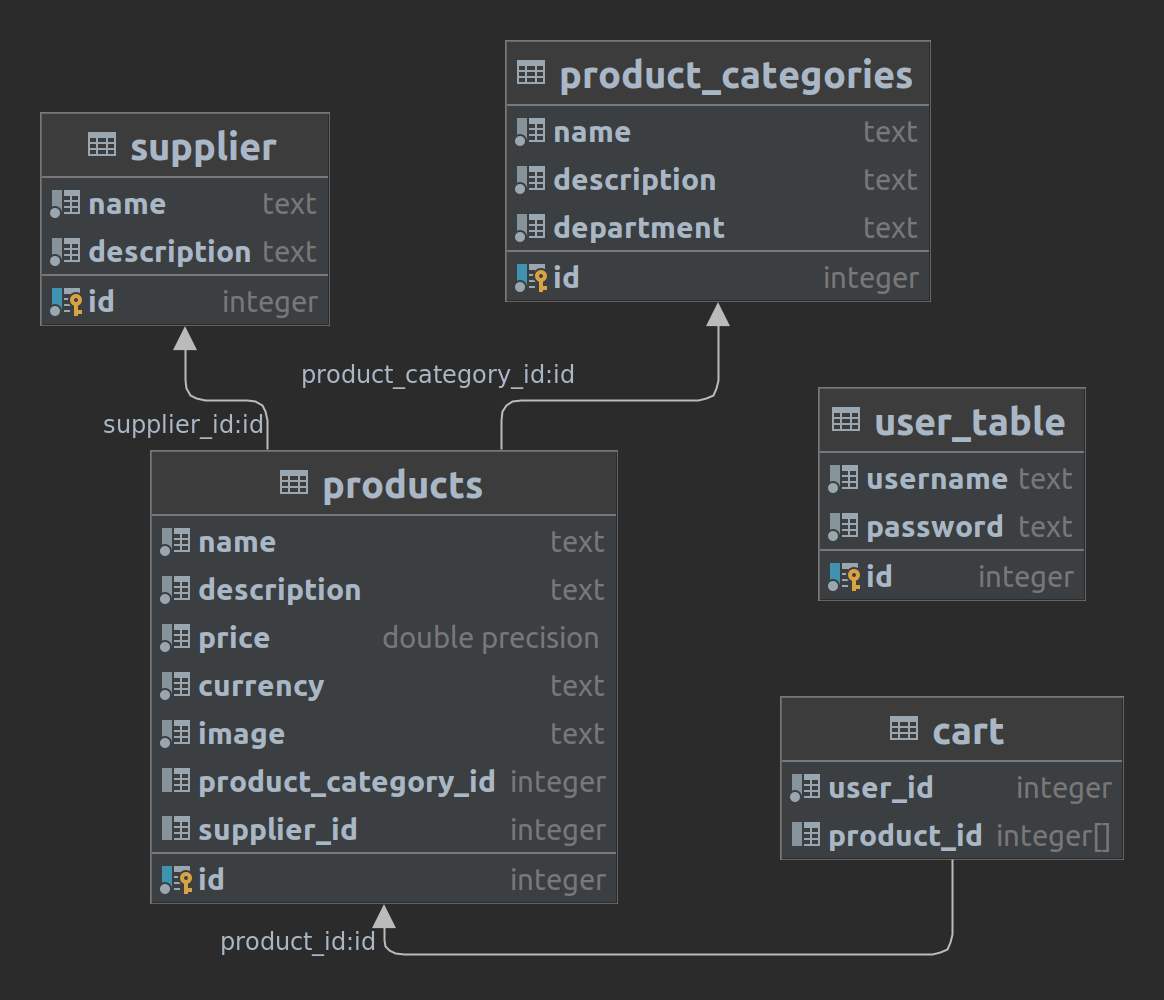 supplier
name text
description text
id integer
product_categories
name text
description text
department text
id integer
product_category_id:id
supplier_id:id
user_table
username text
password text
id integer
products
name text
description text
price double precision
currency text
image text
product_category_id integer
supplier_id integer
id integer
cart
user_id integer
product_id integer[]
product_id:id